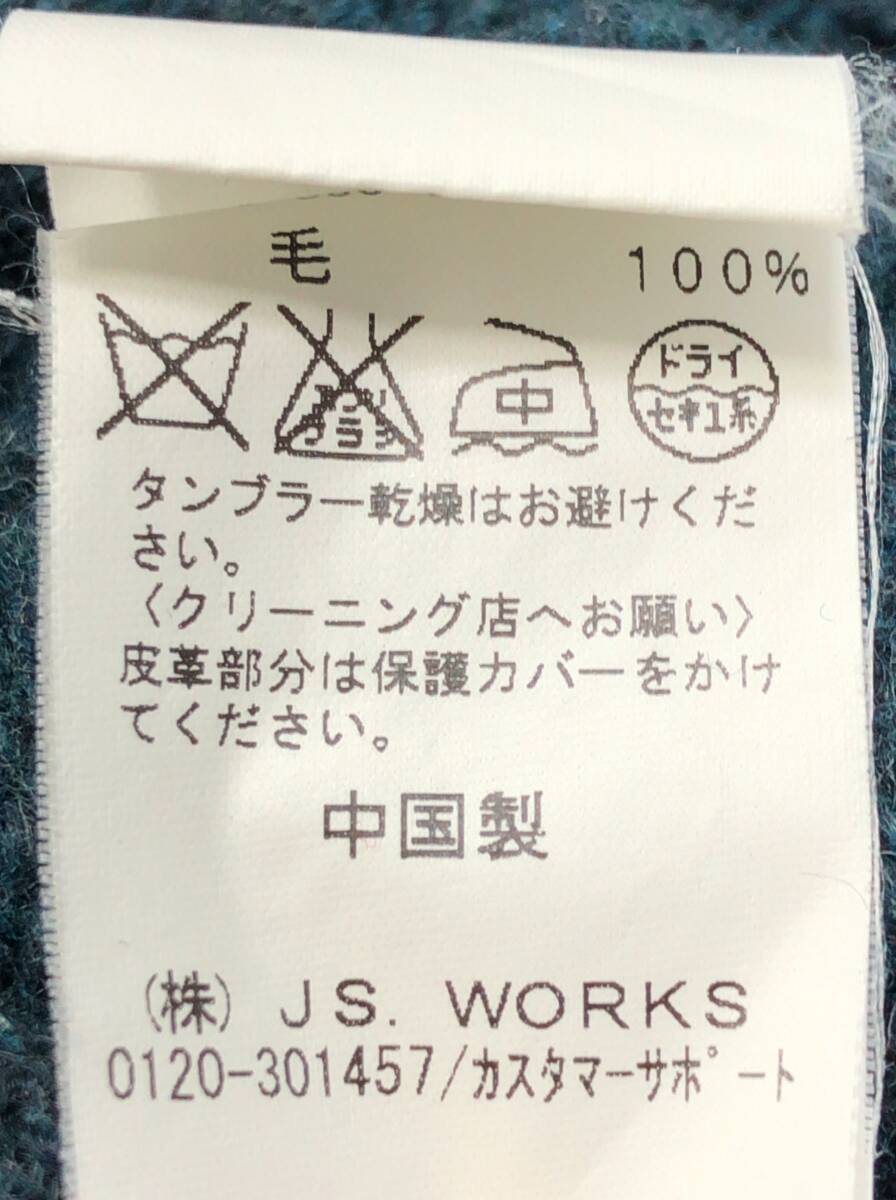 毛 100%
中 ドライ
セキユ系
タンブラー乾燥はお避けくだ
さい。
〈クリーニング店へお願い〉
皮革部分は保護カバーをかけ
てください。
中国製
(株) JS. WORKS
0120-301457/カスタマーサポート